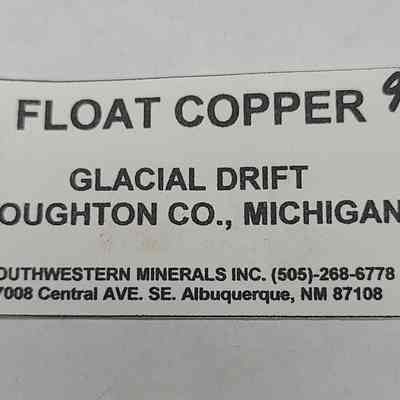 FLOAT COPPER 9
GLACIAL DRIFT
OUGHTON CO., MICHIGAN
OUTHWESTERN MINERALS INC. (505)-268-6778
7008 Central AVE. SE. Albuquerque, NM 87108